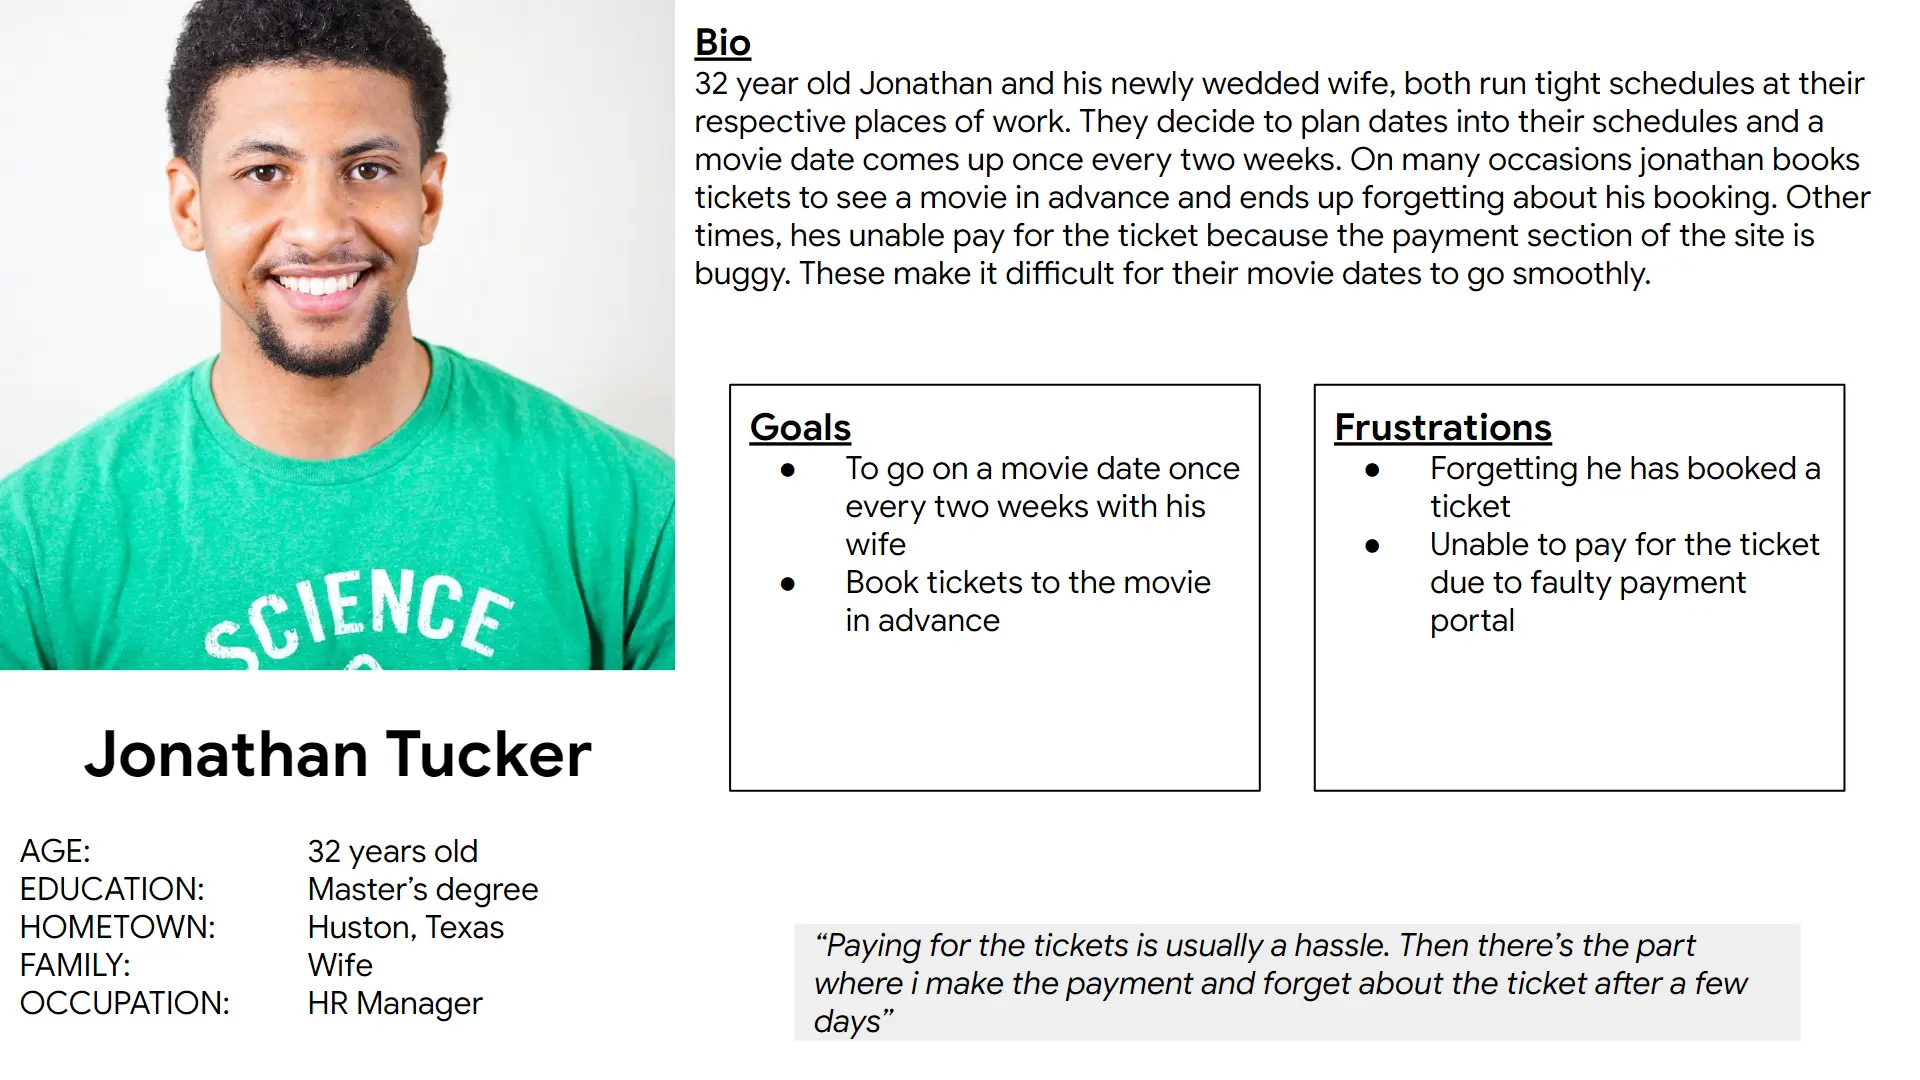 Bio
32 year old Jonathan and his newly wedded wife, both run tight schedules at their
respective places of work. They decide to plan dates into their schedules and a
movie date comes up once every two weeks. On many occasions jonathan books
tickets to see a movie in advance and ends up forgetting about his booking. Other
times, hes unable pay for the ticket because the payment section of the site is
buggy. These make it difficult for their movie dates to go smoothly.
Goals
● To go on a movie date once
every two weeks with his
wife
● Book tickets to the movie
in advance
Frustrations
● Forgetting he has booked a
ticket
● Unable to pay for the ticket
due to faulty payment
portal
SCIENCE
Jonathan Tucker
AGE: 32 years old
EDUCATION: Master’s degree
HOMETOWN: Huston, Texas
FAMILY: Wife
OCCUPATION: HR Manager
“Paying for the tickets is usually a hassle. Then there’s the part
where i make the payment and forget about the ticket after a few
days”